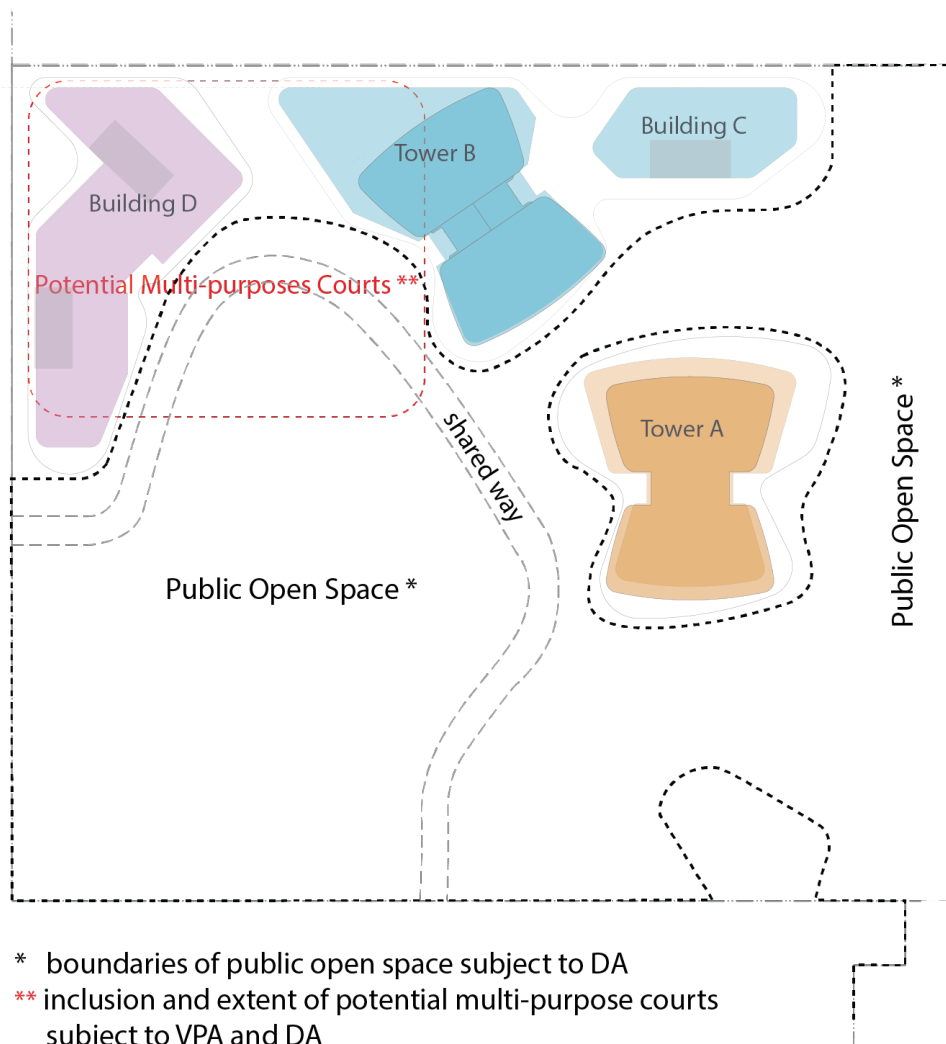 Building C
Tower B
Building D
Potential Multi-purposes Courts **
Tower A
shared way
Public Open Space *
Public Open Space *
* boundaries of public open space subject to DA
** inclusion and extent of potential multi-purpose courts
subject to VPA and DA